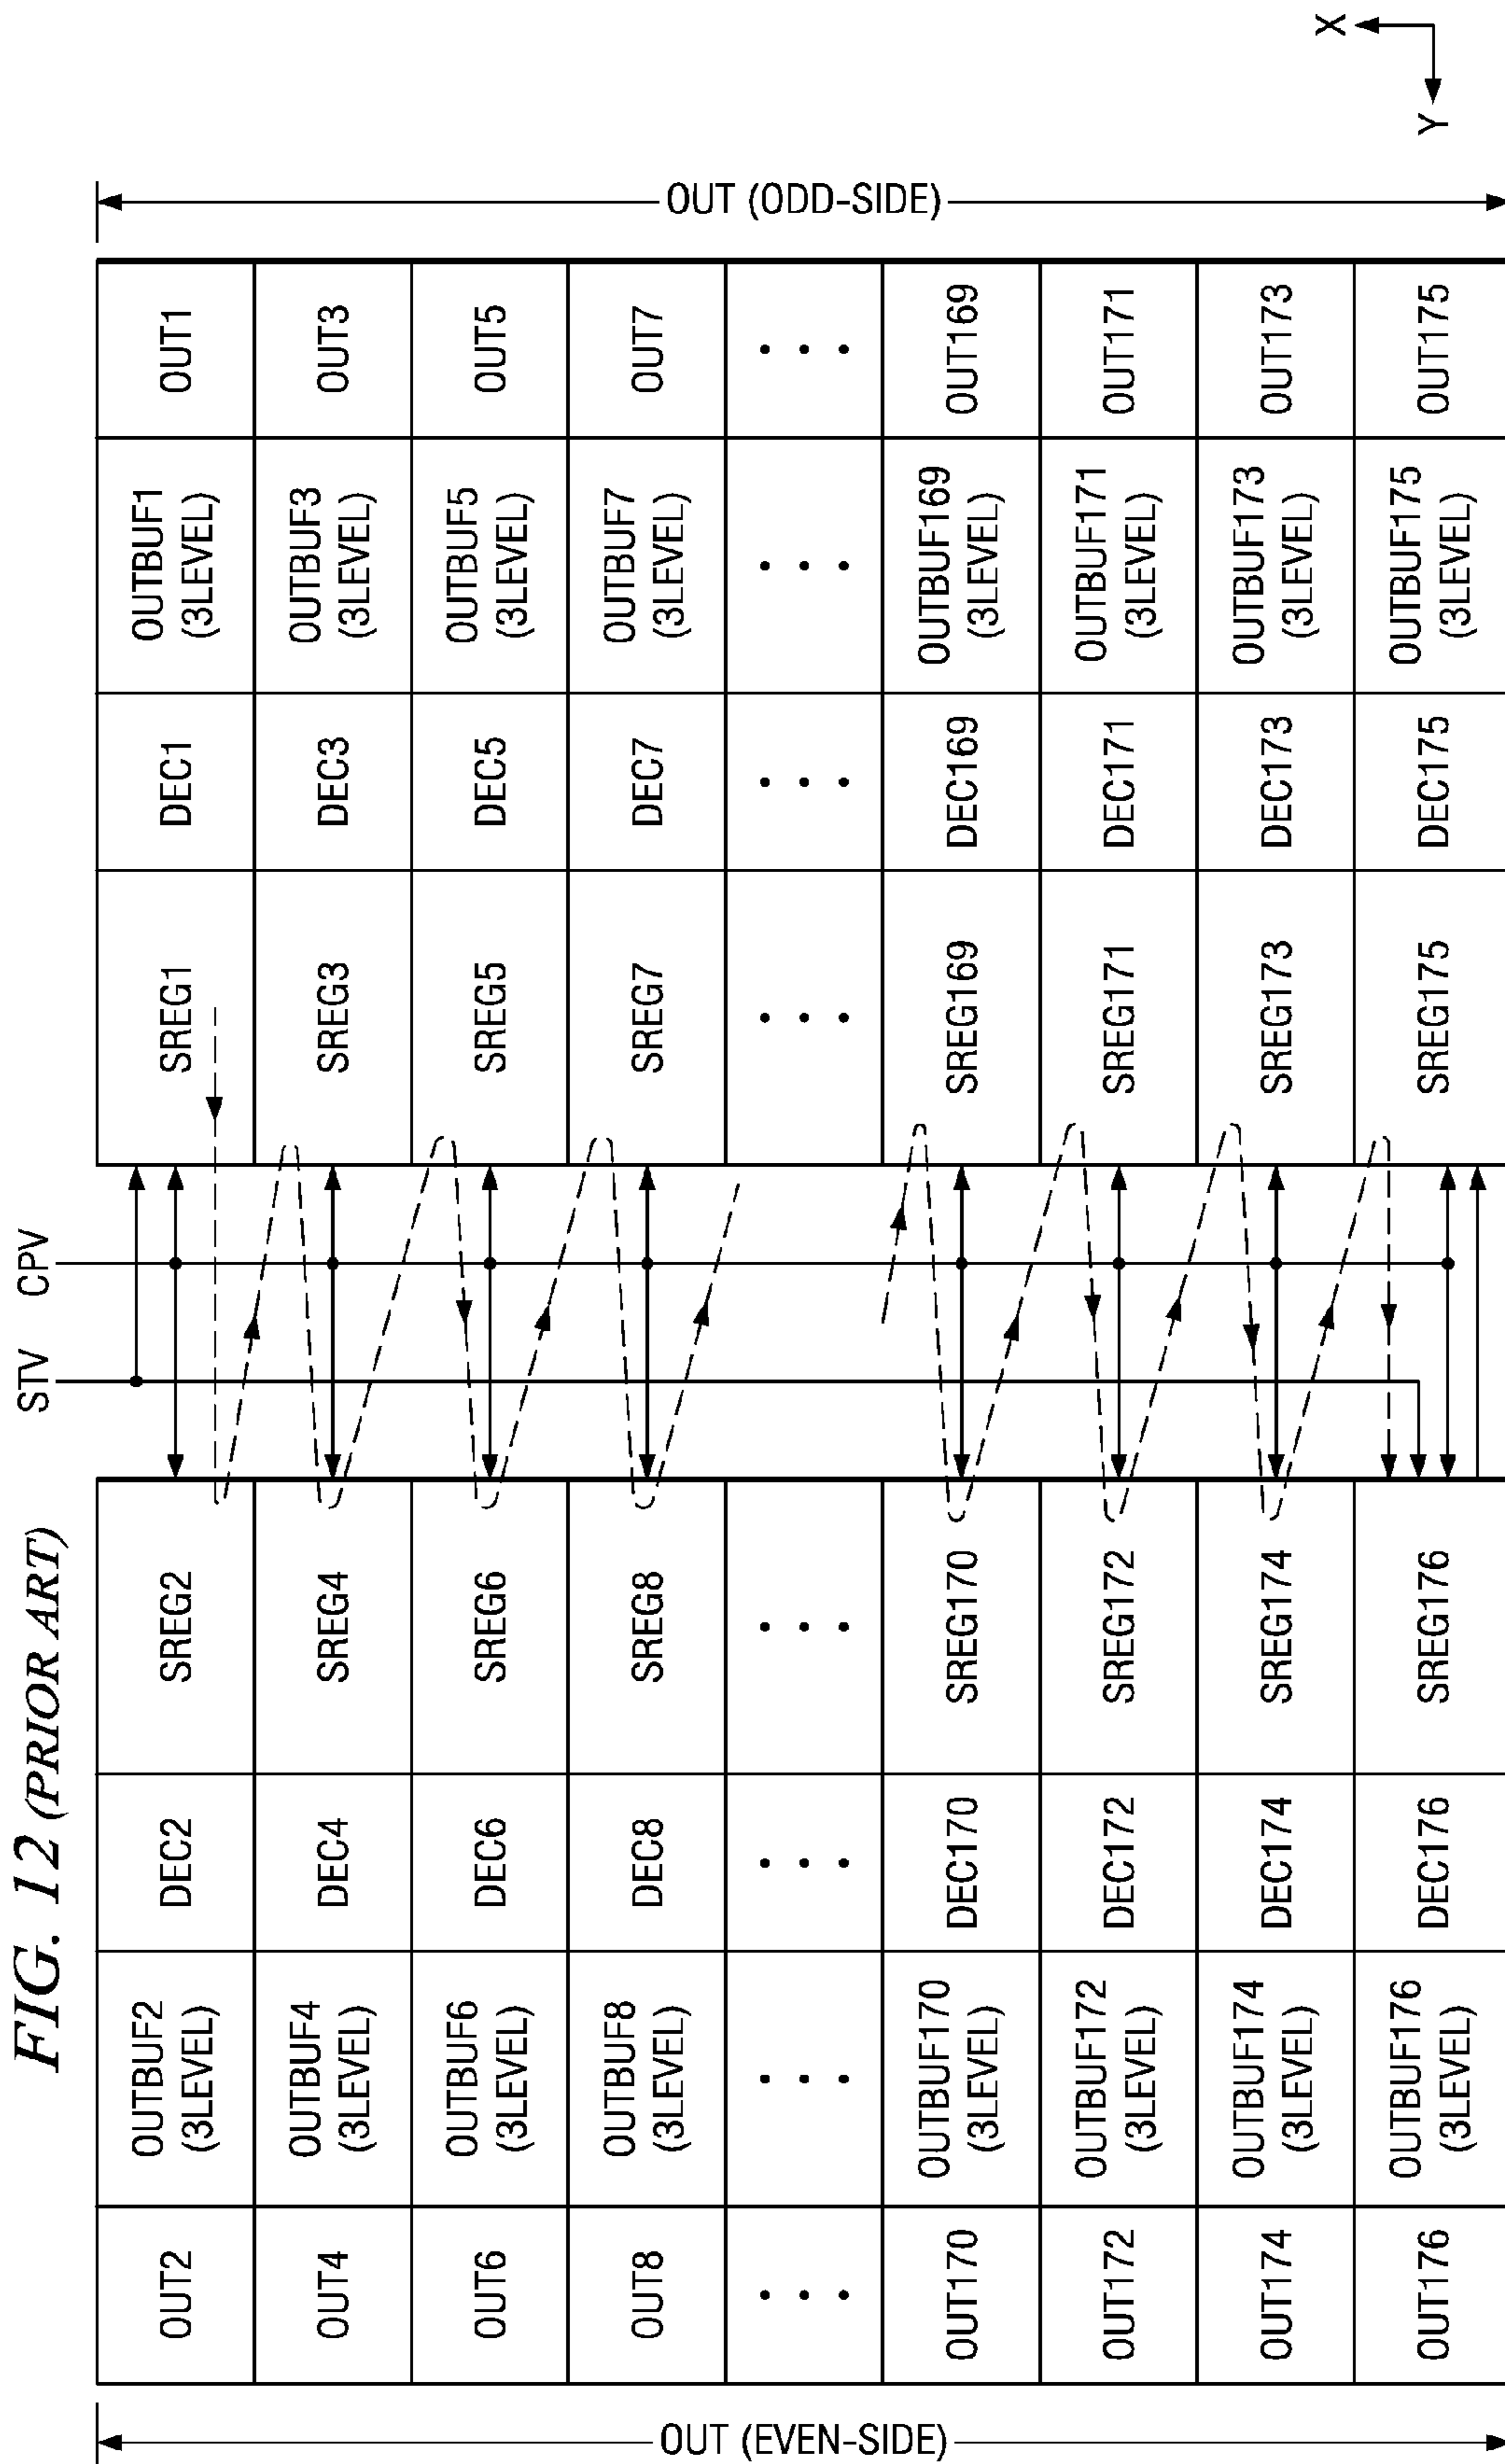 FIG. 12 (PRIOR ART)
STV
CPV
OUT (EVEN-SIDE)
OUT2
OUT4
OUT6
OUT8
. . .
OUT170
OUT172
OUT174
OUT176
OUTBUF2
(3LEVEL)
OUTBUF4
(3LEVEL)
OUTBUF6
(3LEVEL)
OUTBUF8
(3LEVEL)
. . .
OUTBUF170
(3LEVEL)
OUTBUF172
(3LEVEL)
OUTBUF174
(3LEVEL)
OUTBUF176
(3LEVEL)
DEC2
DEC4
DEC6
DEC8
. . .
DEC170
DEC172
DEC174
DEC176
SREG2
SREG4
SREG6
SREG8
. . .
SREG170
SREG172
SREG174
SREG176
SREG1
SREG3
SREG5
SREG7
. . .
SREG169
SREG171
SREG173
SREG175
DEC1
DEC3
DEC5
DEC7
. . .
DEC169
DEC171
DEC173
DEC175
OUTBUF1
(3LEVEL)
OUTBUF3
(3LEVEL)
OUTBUF5
(3LEVEL)
OUTBUF7
(3LEVEL)
. . .
OUTBUF169
(3LEVEL)
OUTBUF171
(3LEVEL)
OUTBUF173
(3LEVEL)
OUTBUF175
(3LEVEL)
OUT1
OUT3
OUT5
OUT7
. . .
OUT169
OUT171
OUT173
OUT175
OUT (ODD-SIDE)
X
Y